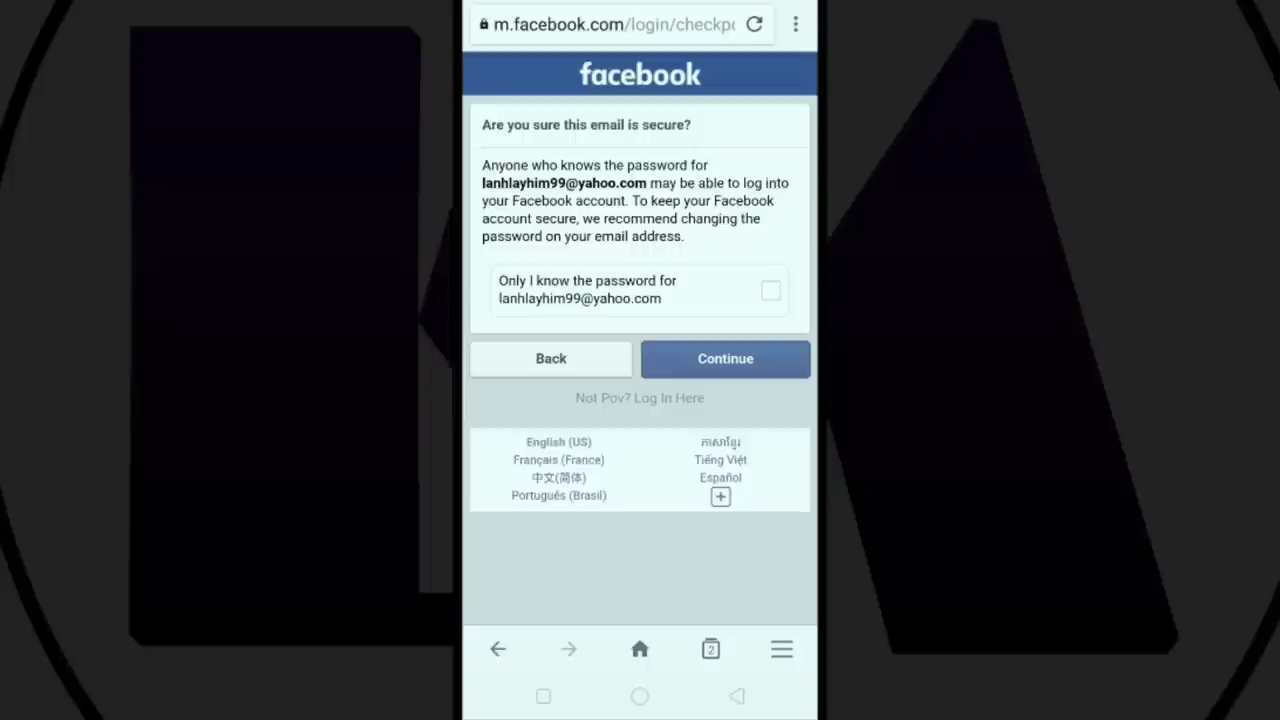 m.facebook.com/login/checkpo
facebook
Are you sure this email is secure?
Anyone who knows the password for
lanhlayhim99@yahoo.com may be able to log into
your Facebook account. To keep your Facebook
account secure, we recommend changing the
password on your email address.
Only I know the password for
lanhlayhim99@yahoo.com
Back
Continue
Not Pov? Log In Here
English (US)
ភាសាខ្មែរ
Français (France)
Tiếng Việt
中文(简体)
Español
Português (Brasil)
2